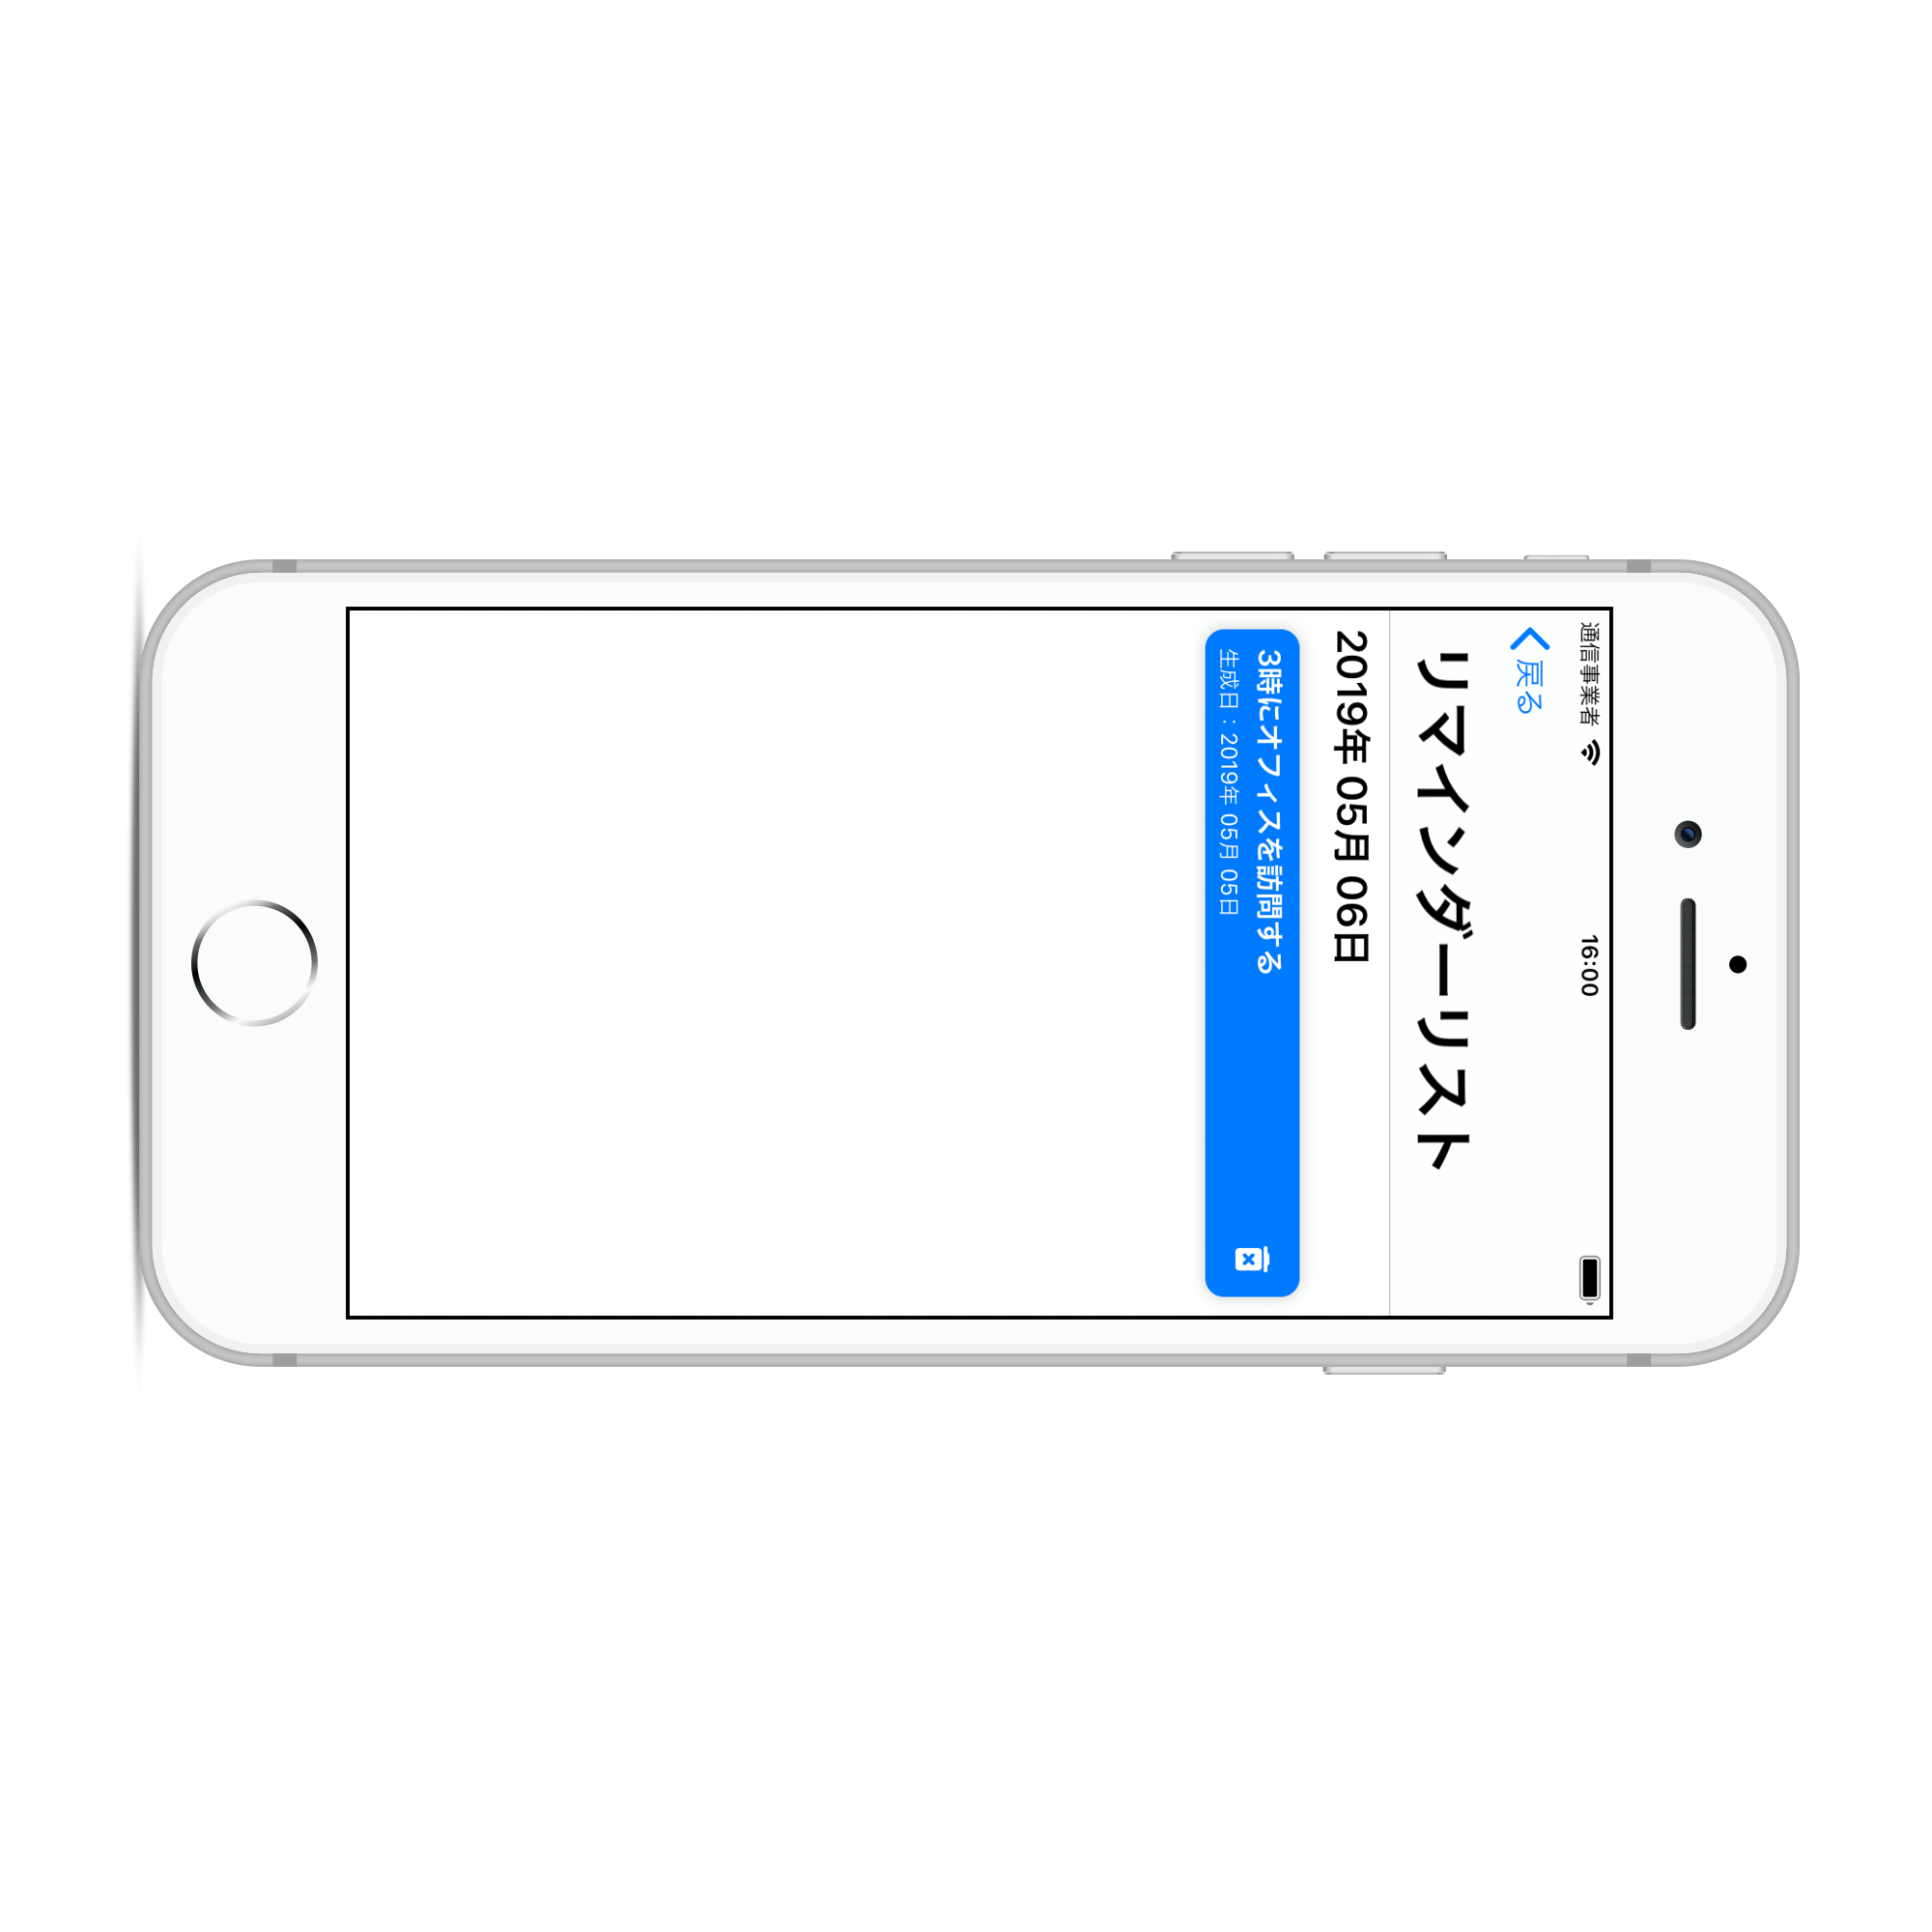 通信事業者
16:00
戻る
リマインダーリスト
2019年 05月 06日
3時にオフィスを訪問する
生成日：2019年 05月 05日